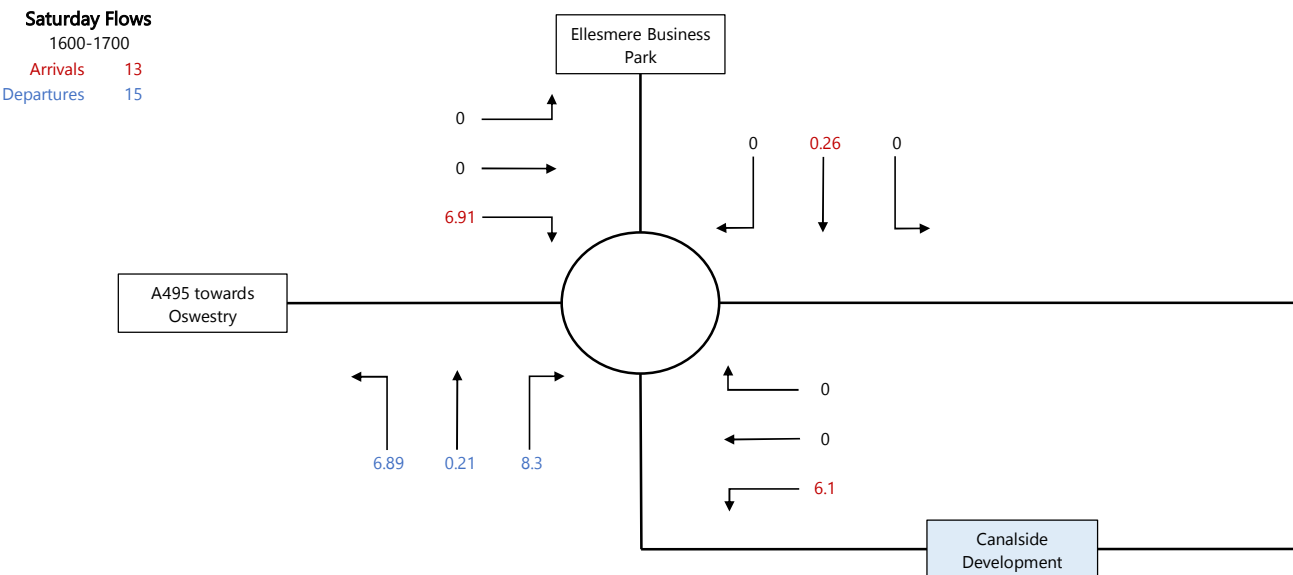 Saturday Flows
1600-1700
Arrivals 13
Departures 15
Ellesmere Business
Park
0
0
6.91
0 0.26 0
A495 towards
Oswestry
0
0
6.1
6.89 0.21 8.3
Canalside
Development